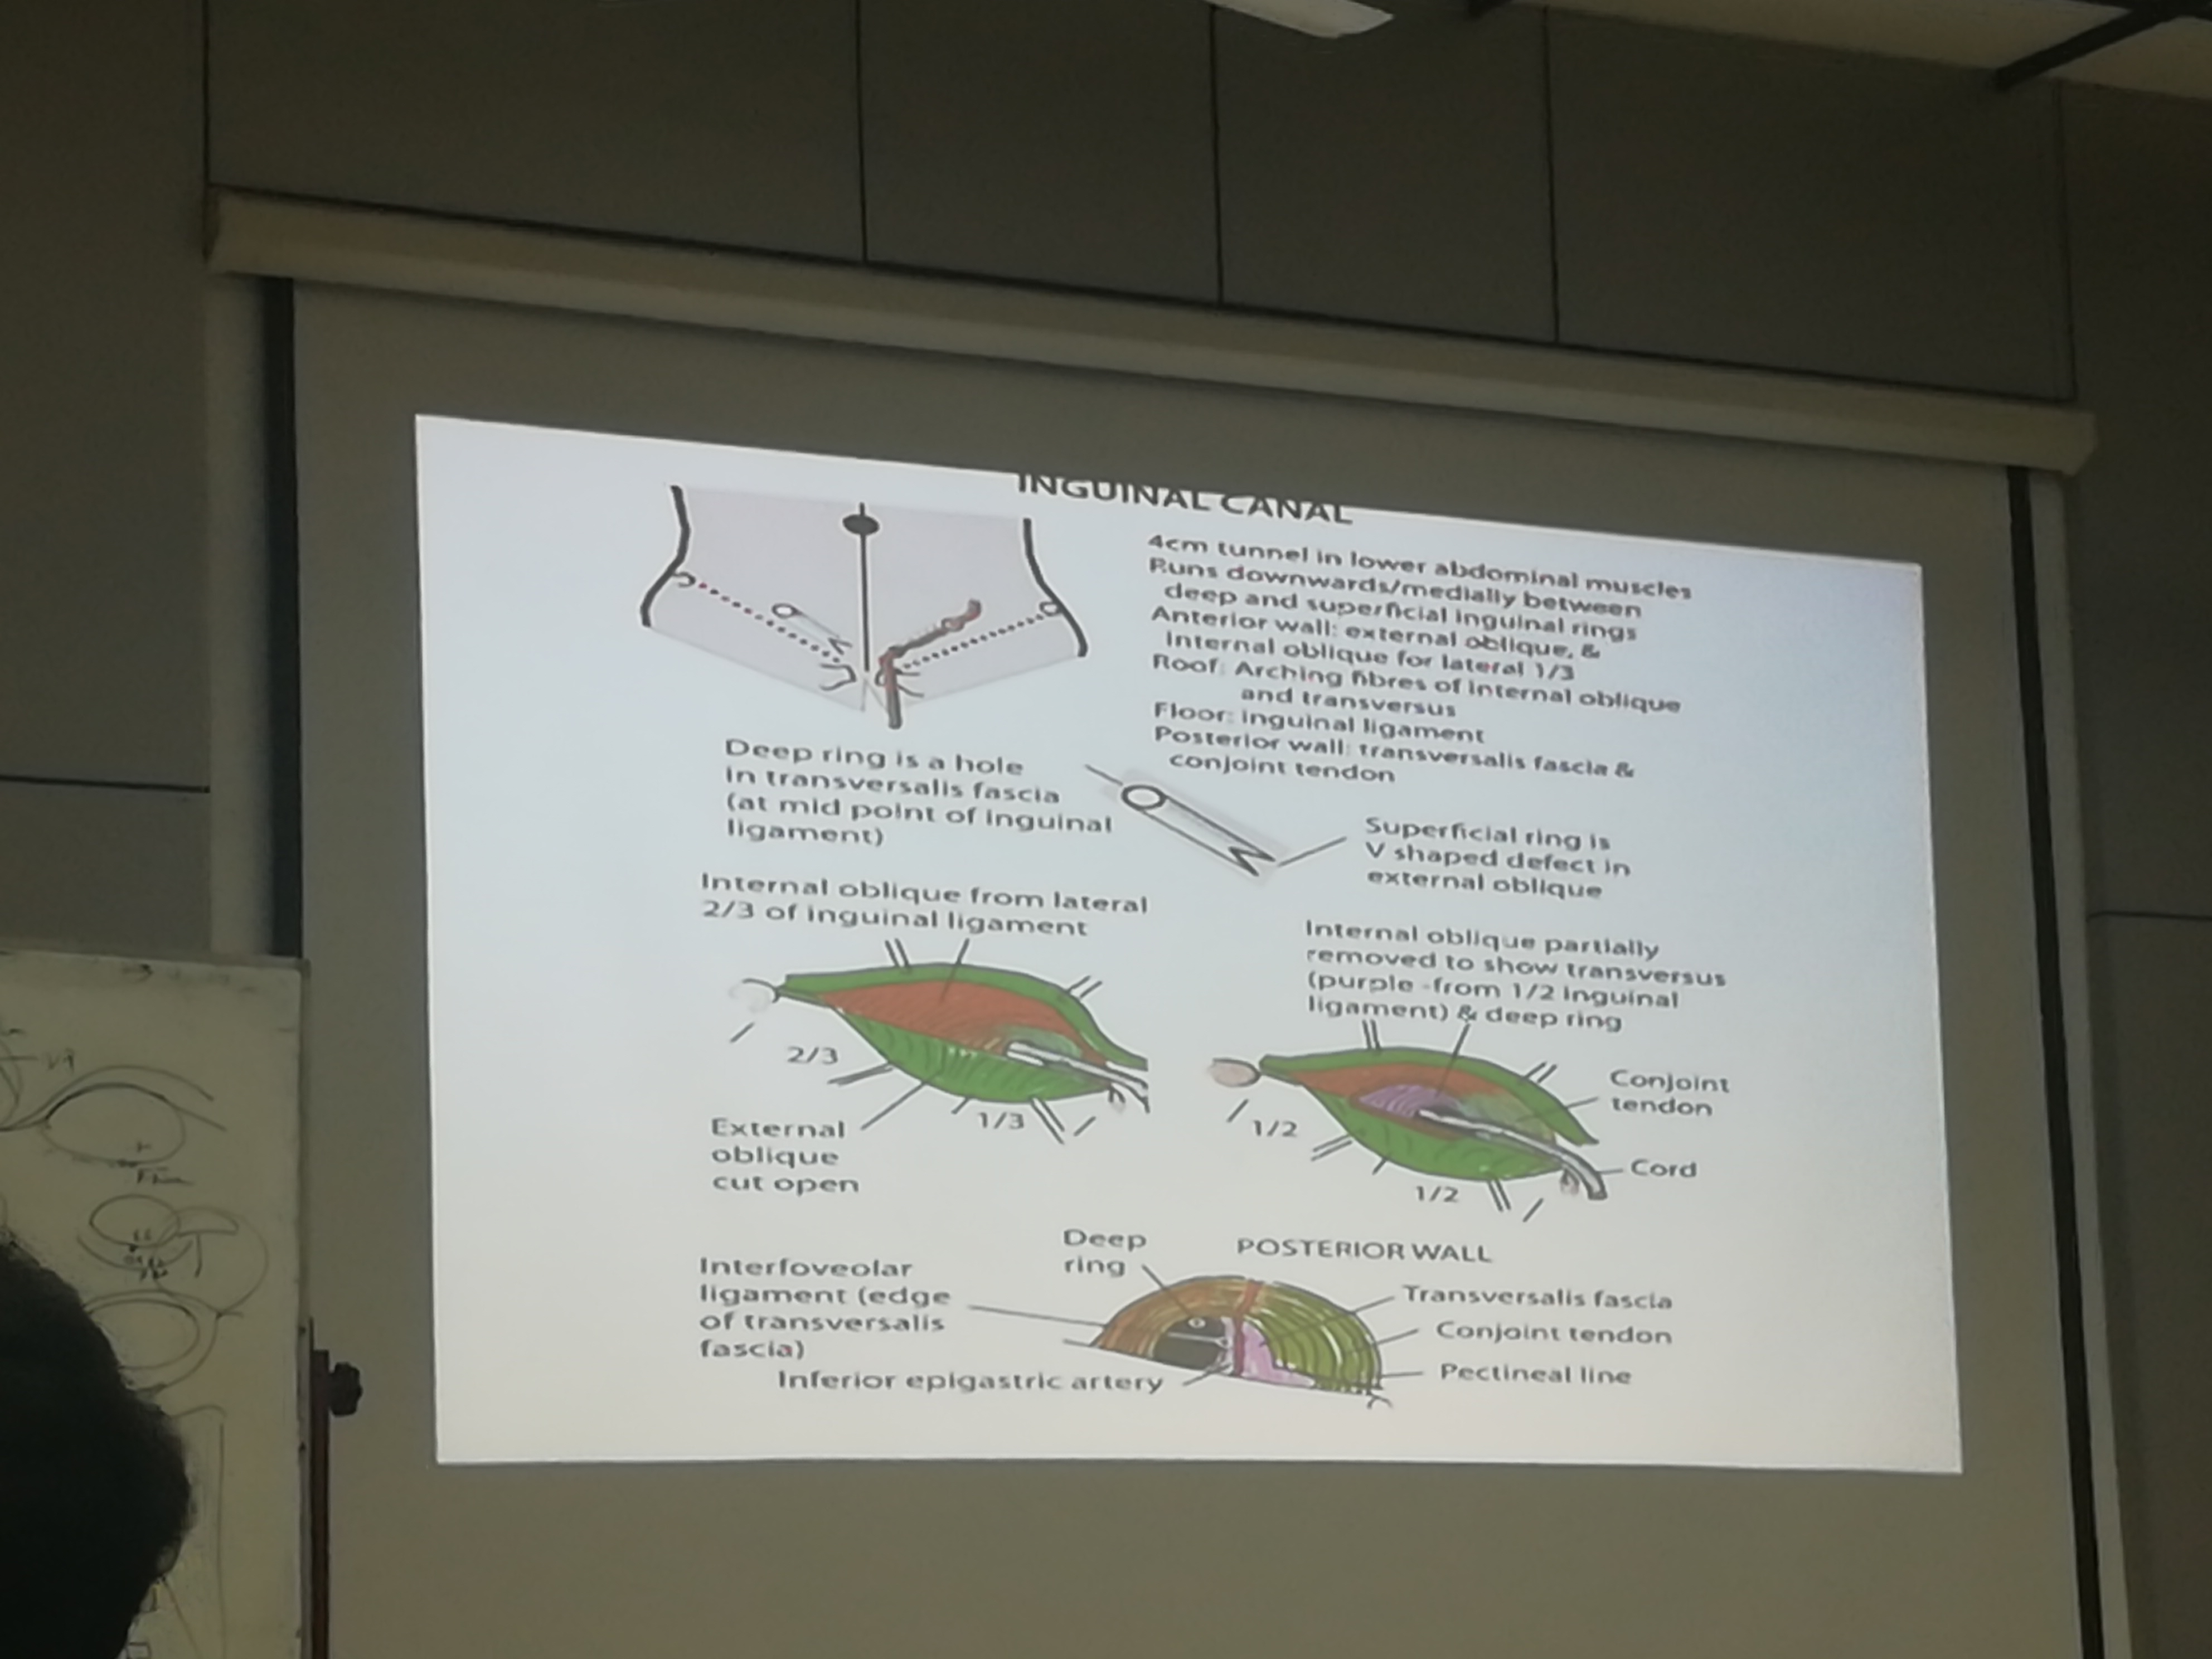 INGUINAL CANAL
4cm tunnel in lower abdominal muscles
Runs downwards/medially between
deep and superficial inguinal rings
Anterior wall: external oblique, &
internal oblique for lateral 1/3
Roof: Arching fibres of internal oblique
and transversus
Floor: inguinal ligament
Posterior wall: transversalis fascia &
conjoint tendon
Deep ring is a hole
in transversalis fascia
(at mid point of inguinal
ligament)
Superficial ring is
V shaped defect in
external oblique
Internal oblique from lateral
2/3 of inguinal ligament
2/3
1/3
External
oblique
cut open
Internal oblique partially
removed to show transversus
(purple -from 1/2 inguinal
ligament) & deep ring
Conjoint
tendon
1/2
Cord
1/2
Deep
ring
POSTERIOR WALL
Interfoveolar
ligament (edge
of transversalis
fascia)
Inferior epigastric artery
Transversalis fascia
Conjoint tendon
Pectineal line